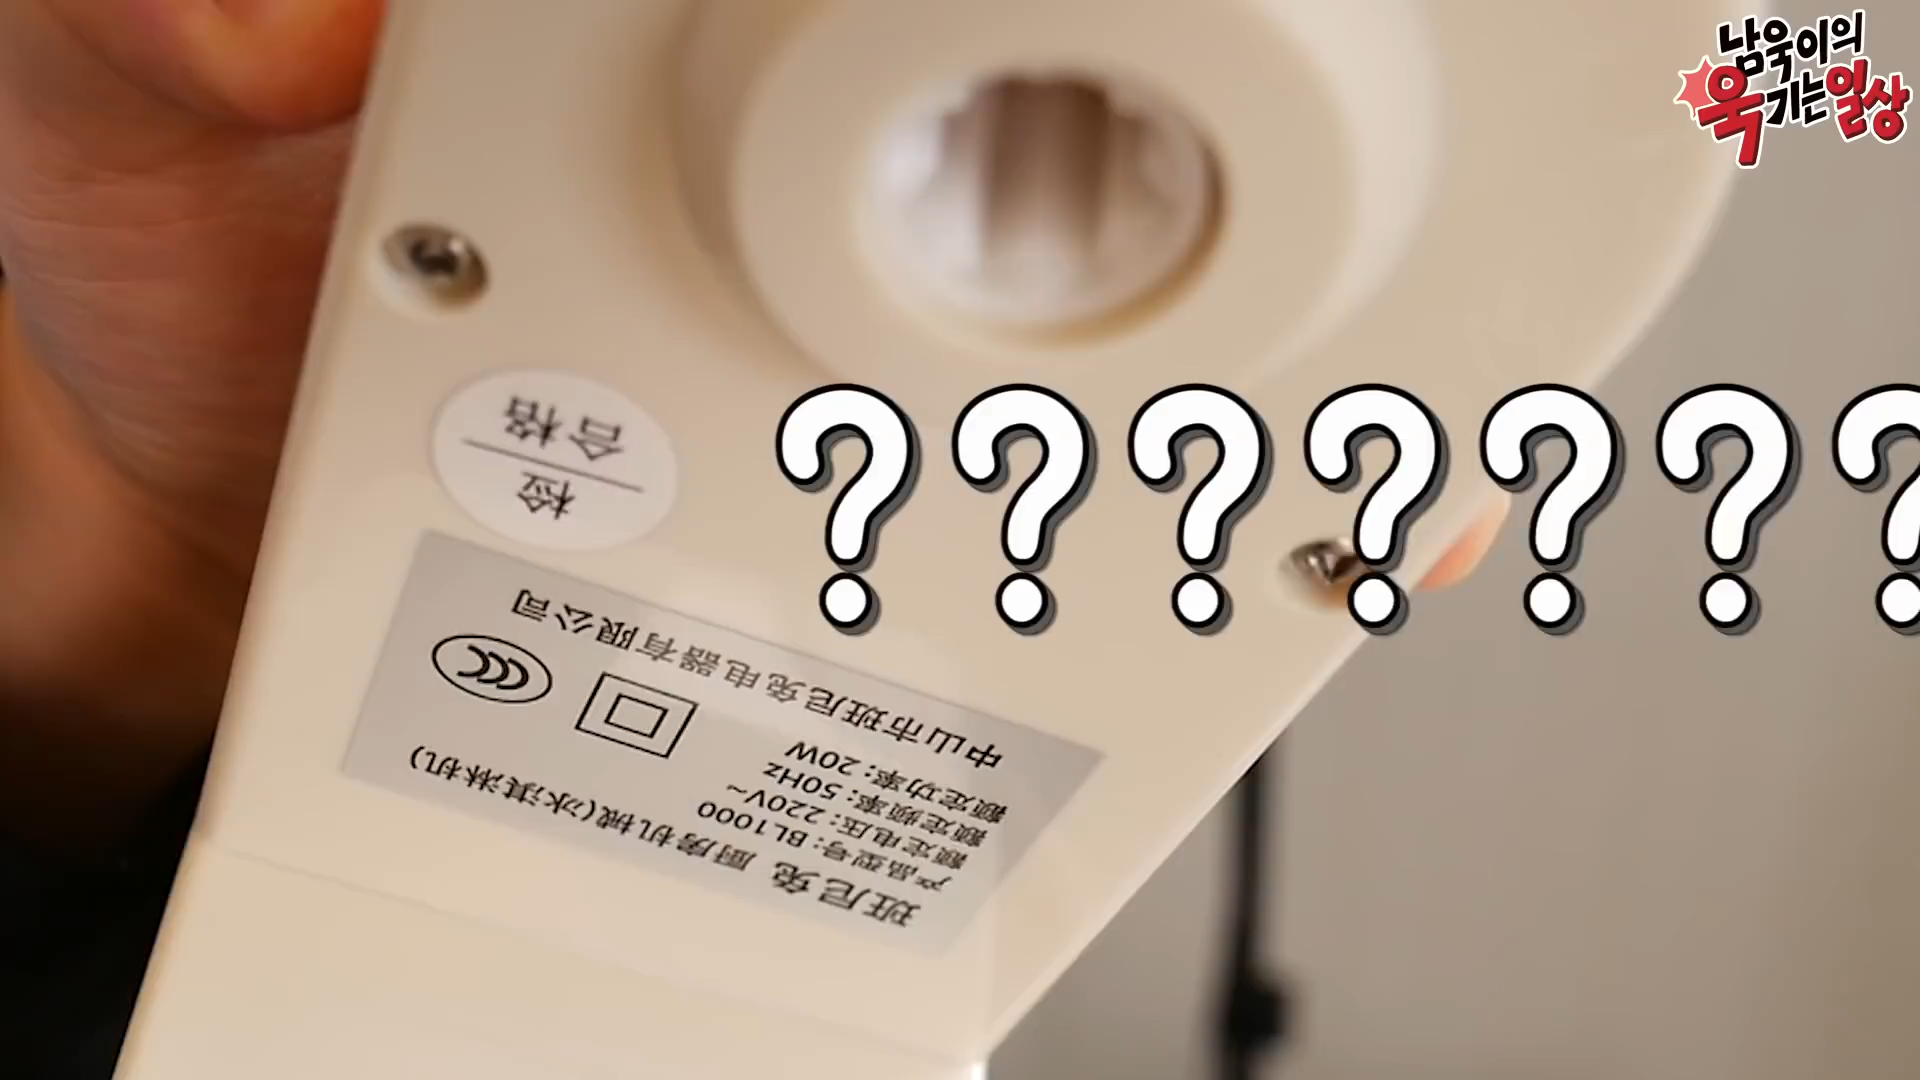 남욱이의
욱기는일상
???????
检
合格
班尼兔 厨房机械(冰淇淋机)
产品型号: BL1000
额定电压: 220V~
额定频率: 50Hz
额定功率: 20W
CCC
中山市班尼兔电器有限公司